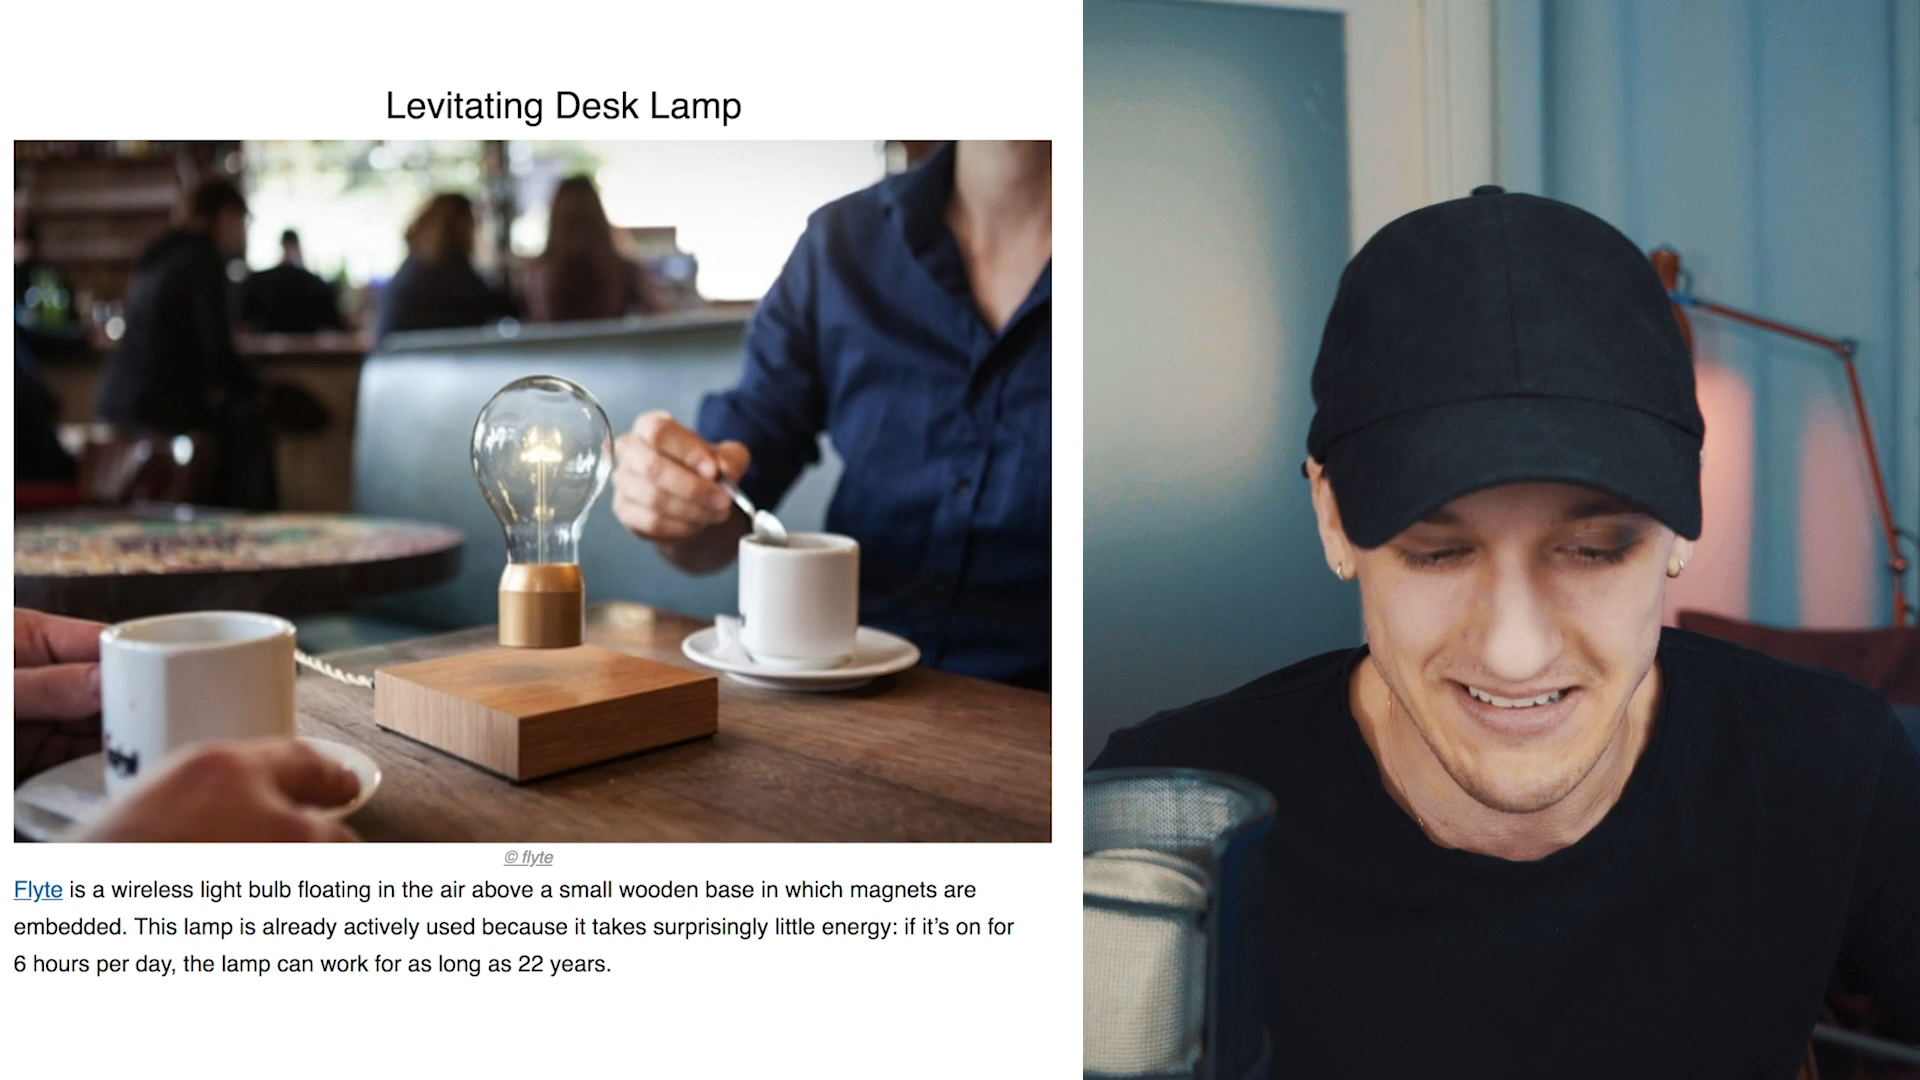 Levitating Desk Lamp
© flyte
Flyte is a wireless light bulb floating in the air above a small wooden base in which magnets are
embedded. This lamp is already actively used because it takes surprisingly little energy: if it’s on for
6 hours per day, the lamp can work for as long as 22 years.